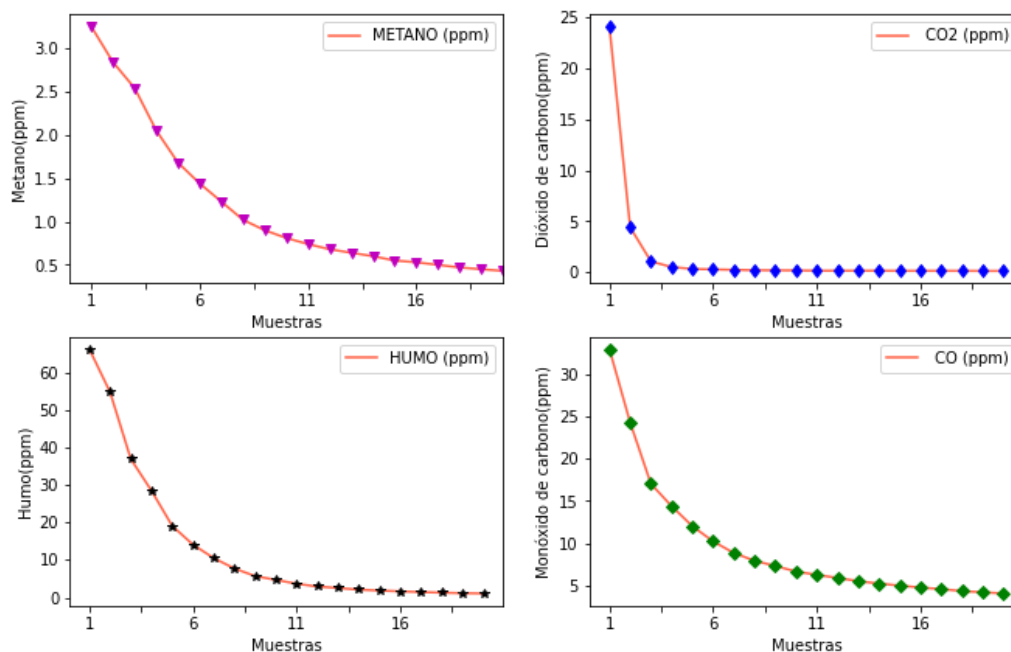 METANO (ppm)
Metano(ppm)
3.0
2.5
2.0
1.5
1.0
0.5
1 6 11 16
Muestras
CO2 (ppm)
Dióxido de carbono(ppm)
25
20
15
10
5
0
1 6 11 16
Muestras
HUMO (ppm)
Humo(ppm)
60
50
40
30
20
10
0
1 6 11 16
Muestras
CO (ppm)
Monóxido de carbono(ppm)
30
25
20
15
10
5
1 6 11 16
Muestras